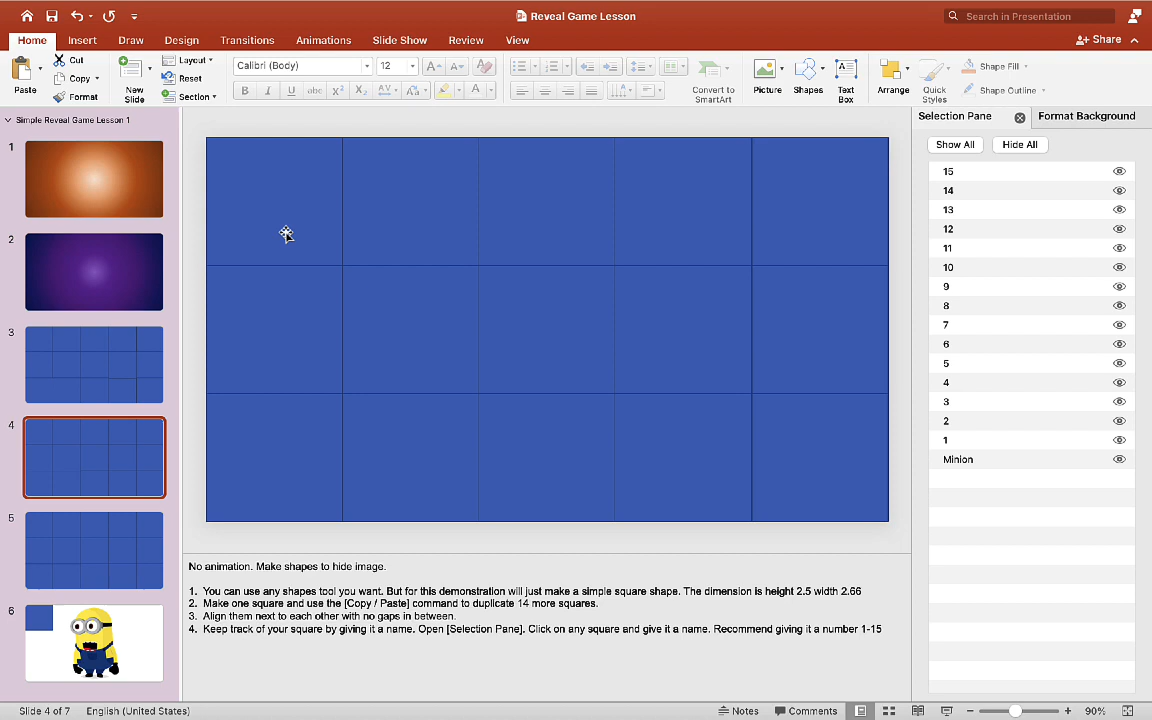 Reveal Game Lesson
Search in Presentation
Home Insert Draw Design Transitions Animations Slide Show Review View
Share
Paste
Cut
Copy
Format
New Slide
Layout
Reset
Section
Calibri (Body)
12
Convert to SmartArt
Picture
Shapes
Text Box
Arrange
Quick Styles
Shape Fill
Shape Outline
Simple Reveal Game Lesson 1
1
2
3
4
5
6
No animation. Make shapes to hide image.
1. You can use any shapes tool you want. But for this demonstration will just make a simple square shape. The dimension is height 2.5 width 2.66
2. Make one square and use the [Copy / Paste] command to duplicate 14 more squares.
3. Align them next to each other with no gaps in between.
4. Keep track of your square by giving it a name. Open [Selection Pane]. Click on any square and give it a name. Recommend giving it a number 1-15
Selection Pane
Format Background
Show All
Hide All
15
14
13
12
11
10
9
8
7
6
5
4
3
2
1
Minion
Slide 4 of 7
English (United States)
Notes
Comments
90%